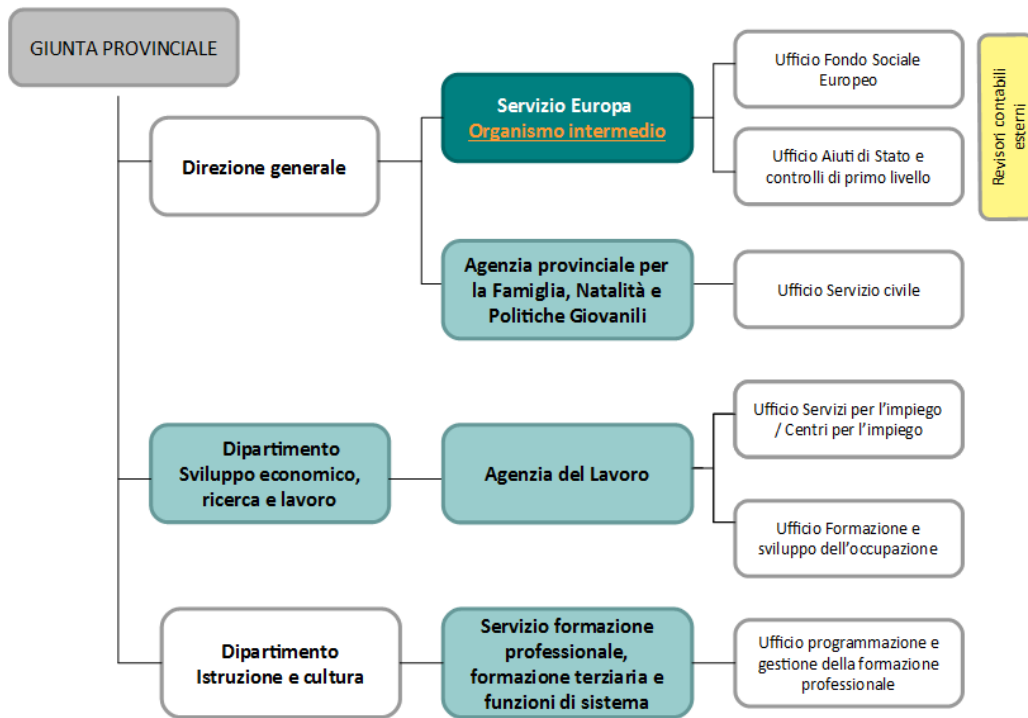 GIUNTA PROVINCIALE
Direzione generale
Servizio Europa
Organismo intermedio
Ufficio Fondo Sociale
Europeo
Ufficio Aiuti di Stato e
controlli di primo livello
Revisori contabili
esterni
Agenzia provinciale per
la Famiglia, Natalità e
Politiche Giovanili
Ufficio Servizio civile
Dipartimento
Sviluppo economico,
ricerca e lavoro
Agenzia del Lavoro
Ufficio Servizi per l’impiego
/ Centri per l’impiego
Ufficio Formazione e
sviluppo dell’occupazione
Dipartimento
Istruzione e cultura
Servizio formazione
professionale,
formazione terziaria e
funzioni di sistema
Ufficio programmazione e
gestione della formazione
professionale